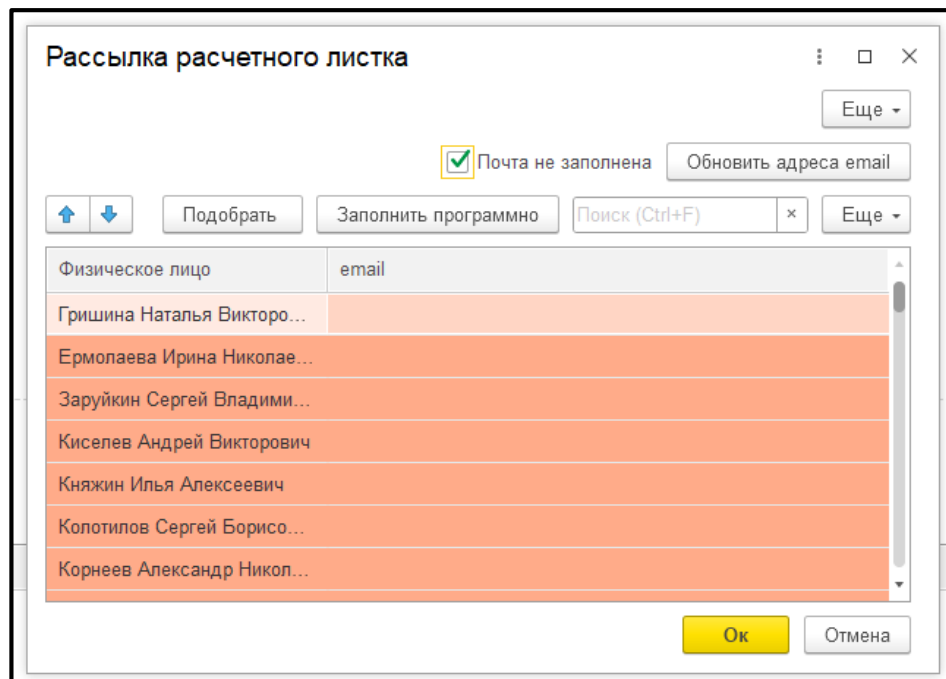 Рассылка расчетного листка
Еще
Почта не заполнена Обновить адреса email
Подобрать Заполнить программно Поиск (Ctrl+F) × Еще
Физическое лицо email
Гришина Наталья Викторо...
Ермолаева Ирина Николае...
Заруйкин Сергей Владими...
Киселев Андрей Викторович
Княжин Илья Алексеевич
Колотилов Сергей Борисо...
Корнеев Александр Никол...
Ок Отмена